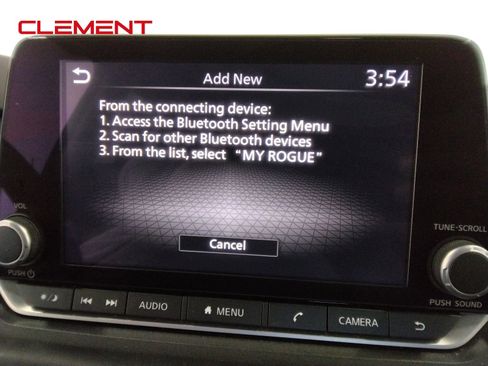 CLEMENT
Add New
3:54
From the connecting device:
1. Access the Bluetooth Setting Menu
2. Scan for other Bluetooth devices
3. From the list, select "MY ROGUE"
Cancel
VOL
PUSH
TUNE·SCROLL
PUSH SOUND
AUDIO
MENU
CAMERA